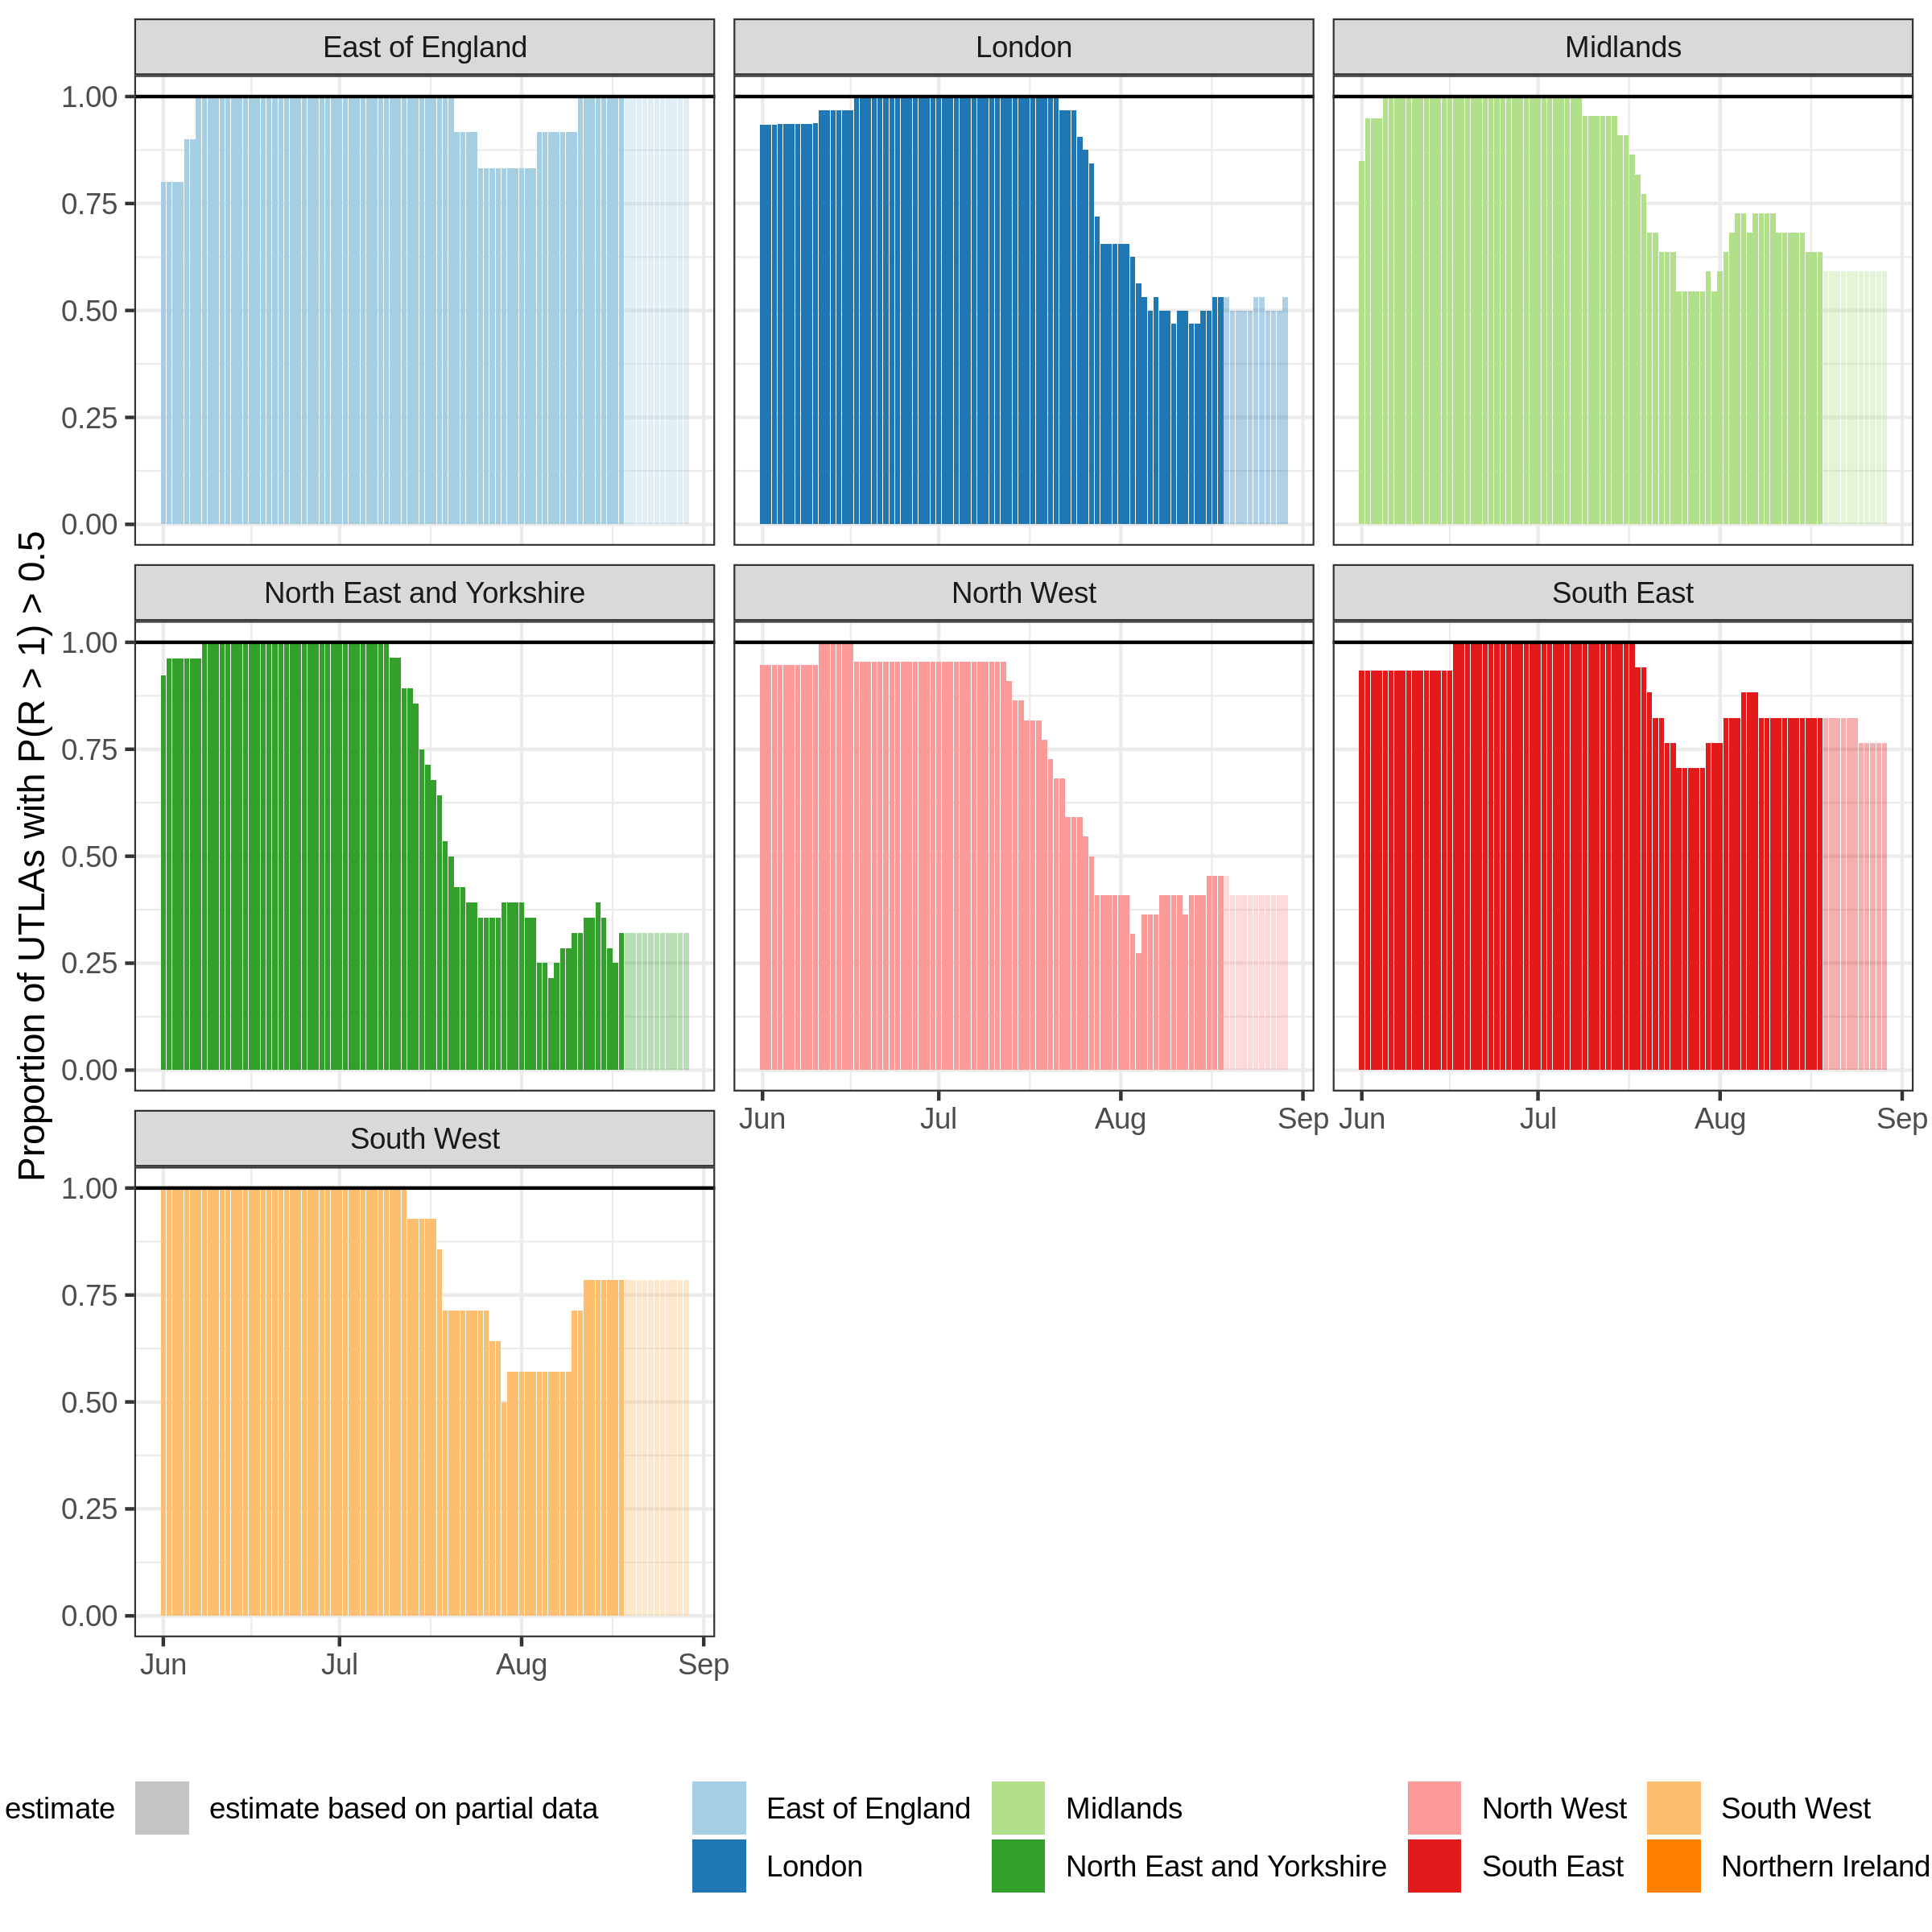 East of England
London
Midlands
1.00
0.75
0.50
0.25
0.00
North East and Yorkshire
North West
South East
1.00
0.75
0.50
0.25
0.00
Jun Jul Aug Sep
Jun Jul Aug Sep
South West
1.00
0.75
0.50
0.25
0.00
Jun Jul Aug Sep
Proportion of UTLAs with P(R > 1) > 0.5
estimate
estimate based on partial data
East of England
London
Midlands
North East and Yorkshire
North West
South East
South West
Northern Ireland